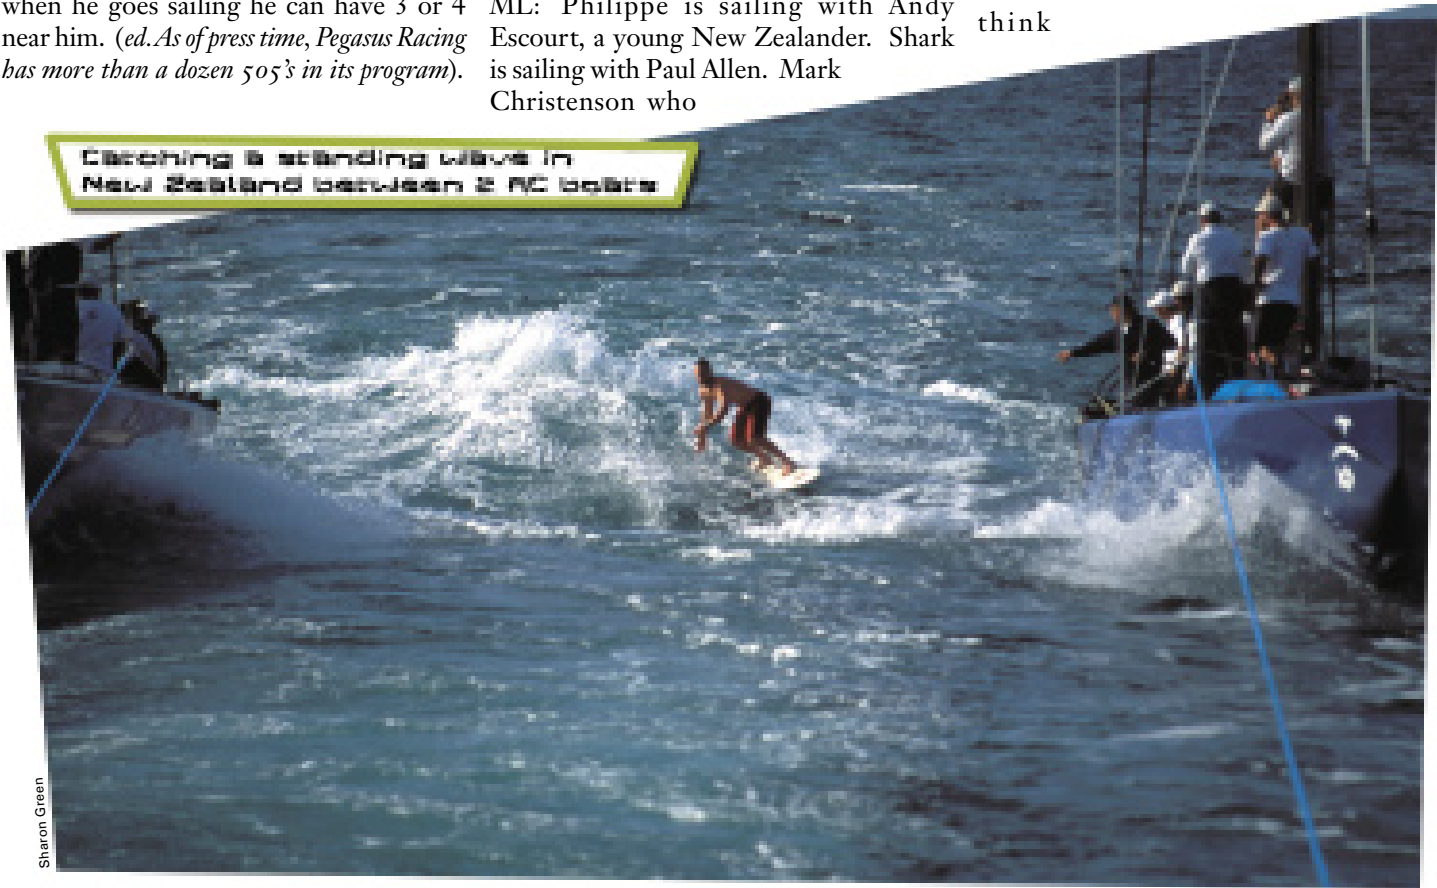 when he goes sailing he can have 3 or 4
near him. (ed. As of press time, Pegasus Racing
has more than a dozen 505's in its program).
ML: Philippe is sailing with Andy
Escourt, a young New Zealander. Shark
is sailing with Paul Allen. Mark
Christenson who
think
Catching a standing wave in
New Zealand between 2 AC boats
Sharon Green